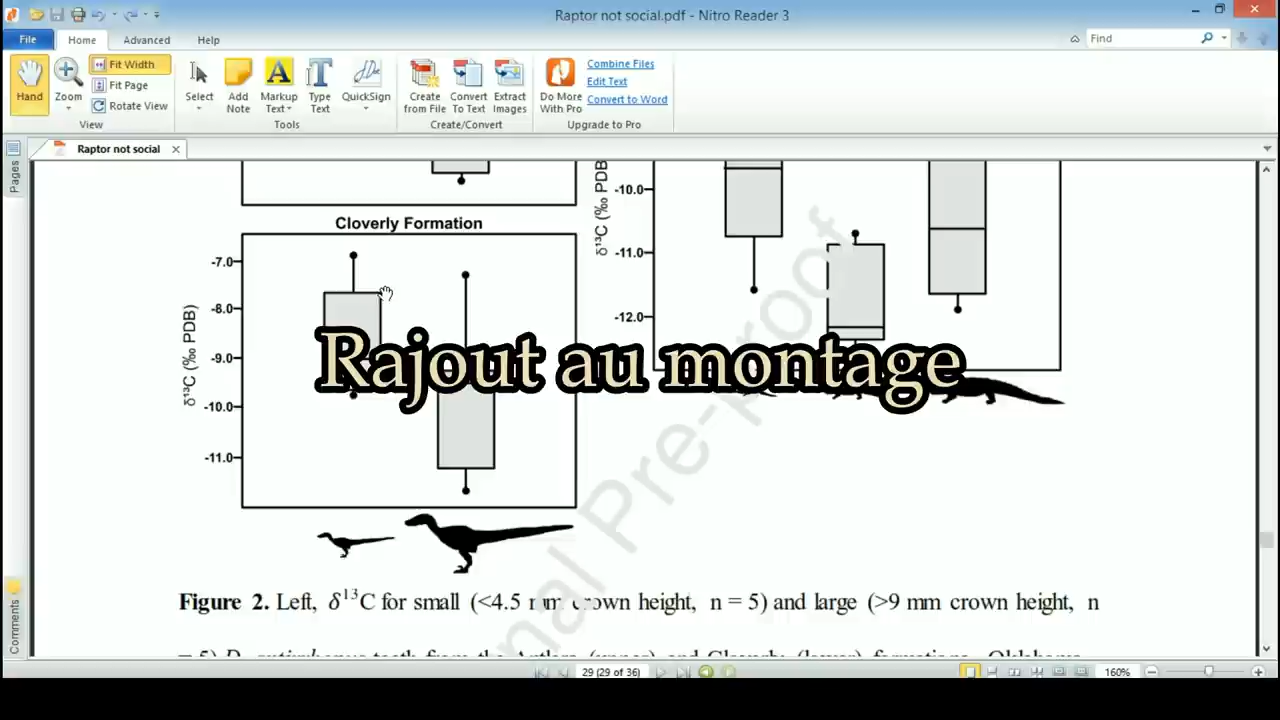 Raptor not social.pdf - Nitro Reader 3
File Home Advanced Help
Find
Hand
Zoom
Fit Width
Fit Page
Rotate View
View
Select
Add Note
Markup Text
Type Text
QuickSign
Tools
Create from File
Convert To Text
Extract Images
Create/Convert
Do More With Pro
Combine Files
Edit Text
Convert to Word
Upgrade to Pro
Raptor not social
Pages
Comments
Cloverly Formation
-7.0
-8.0
-9.0
-10.0
-11.0
δ¹³C (‰ PDB)
-10.0
-11.0
-12.0
δ¹³C (‰ PDB)
Rajout au montage
nal Pre-proof
Figure 2. Left, δ¹³C for small (<4.5 mm crown height, n = 5) and large (>9 mm crown height, n
29 (29 of 36)
160%